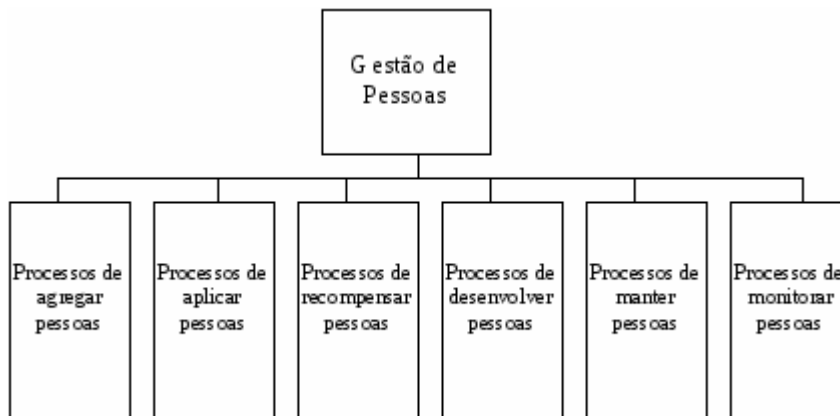 Gestão de
Pessoas
Processos de
agregar
pessoas
Processos de
aplicar
pessoas
Processos de
recompensar
pessoas
Processos de
desenvolver
pessoas
Processos de
manter
pessoas
Processos de
monitorar
pessoas